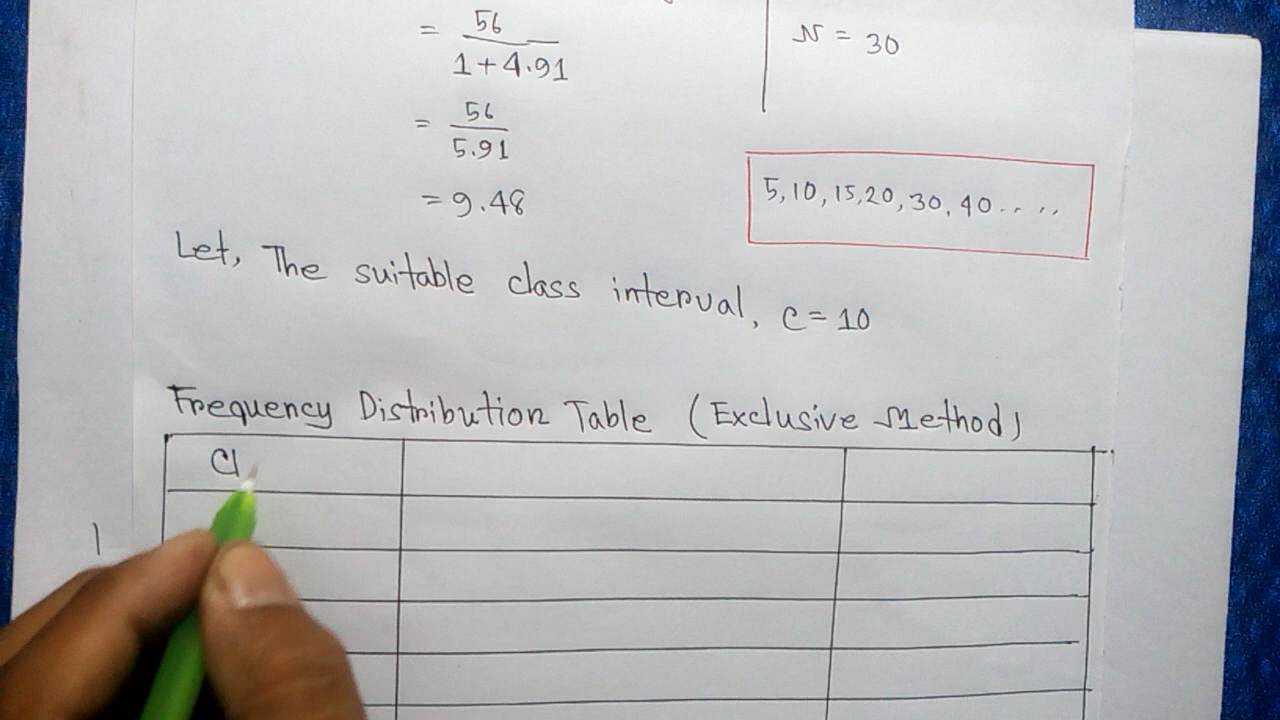 = 56 / 1+4.91
N = 30
= 56 / 5.91
= 9.48
5, 10, 15, 20, 30, 40.....
Let, The suitable class interval, c = 10
Frequency Distribution Table (Exclusive Method)
Cl